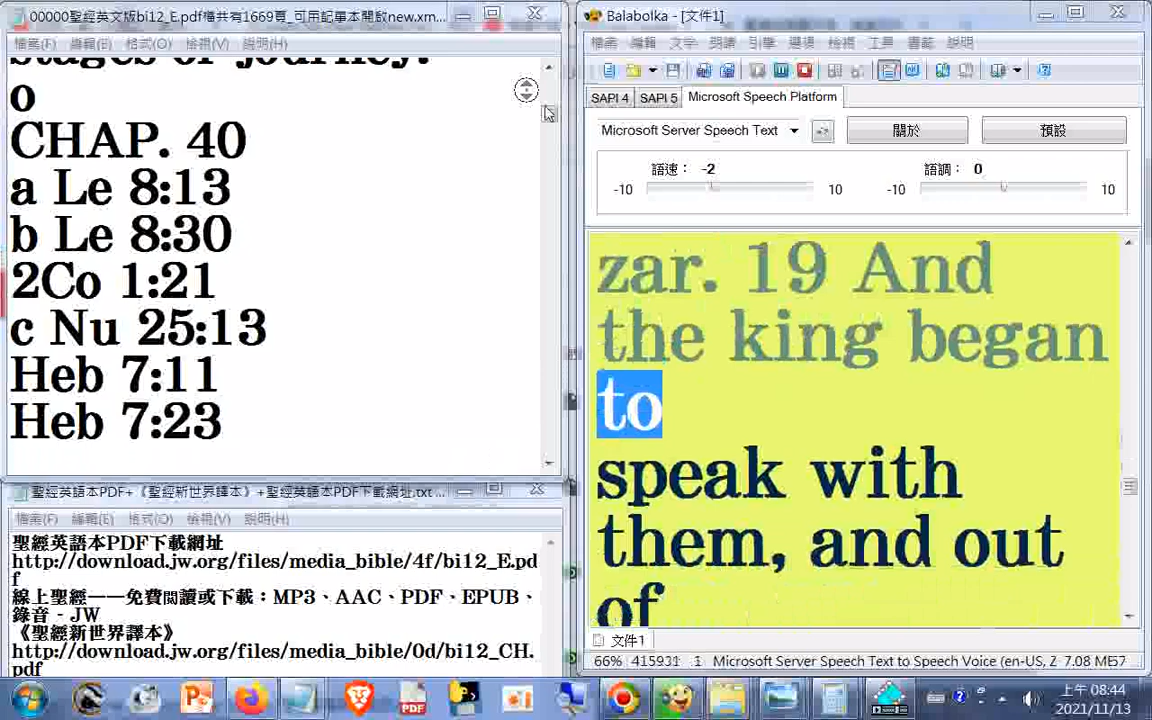 00000聖經英文版bi12_E.pdf檔共有1669頁_可用記事本開啟new.xm...
檔案(F) 編輯(E) 格式(O) 檢視(V) 說明(H)
stages of journey.
o
CHAP. 40
a Le 8:13
b Le 8:30
2Co 1:21
c Nu 25:13
Heb 7:11
Heb 7:23
聖經英語本PDF+《聖經新世界譯本》+聖經英語本PDF下載網址.txt ...
檔案(F) 編輯(E) 格式(O) 檢視(V) 說明(H)
聖經英語本PDF下載網址
http://download.jw.org/files/media_bible/4f/bi12_E.pd
f
線上聖經——免費閱讀或下載：MP3、AAC、PDF、EPUB、
錄音 - JW
《聖經新世界譯本》
http://download.jw.org/files/media_bible/0d/bi12_CH.
pdf
Balabolka - [文件1]
檔案 編輯 文字 朗讀 引擎 選項 檢視 工具 書籤 說明
SAPI 4 SAPI 5 Microsoft Speech Platform
Microsoft Server Speech Text 關於 預設
語速： -2 語調： 0
-10 10 -10 10
zar. 19 And
the king began
to
speak with
them, and out
of
文件1
66% 415931 1 Microsoft Server Speech Text to Speech Voice (en-US, Z 7.08 MB
上午 08:44
2021/11/13